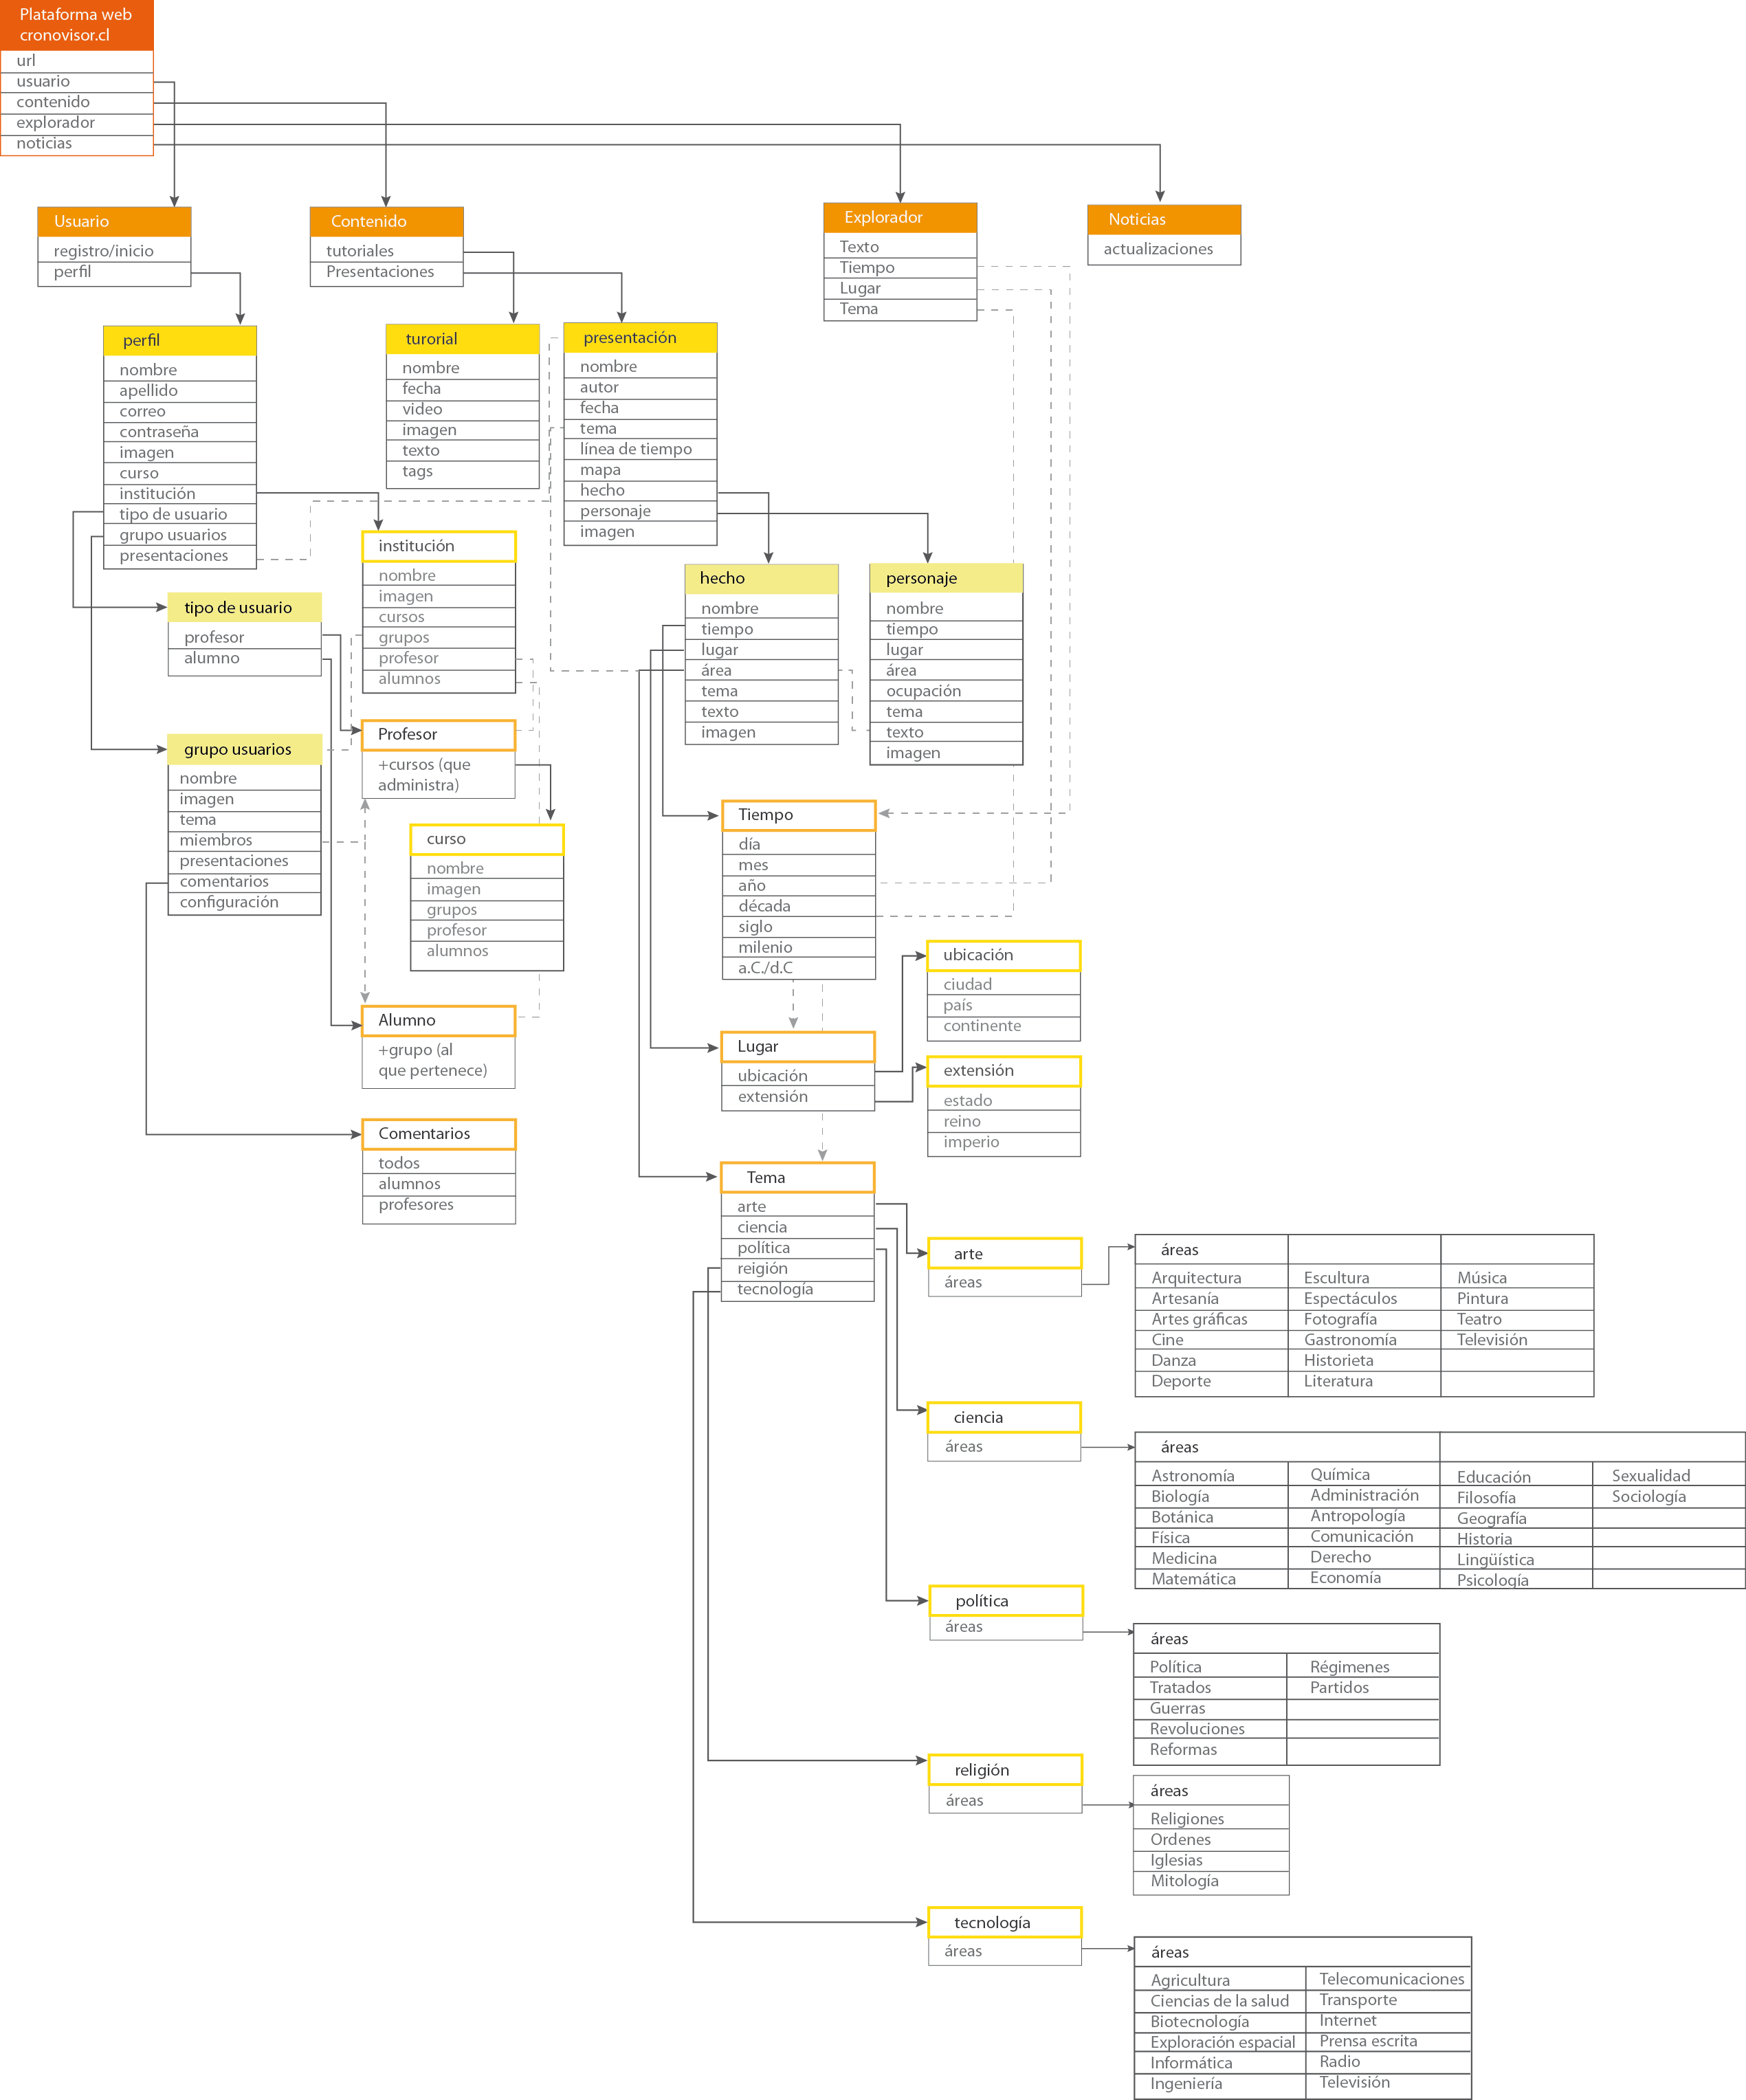 Plataforma web
cronovisor.cl
url
usuario
contenido
explorador
noticias
Usuario
registro/inicio
perfil
Contenido
tutoriales
Presentaciones
Explorador
Texto
Tiempo
Lugar
Tema
Noticias
actualizaciones
perfil
nombre
apellido
correo
contraseña
imagen
curso
institución
tipo de usuario
grupo usuarios
presentaciones
turorial
nombre
fecha
video
imagen
texto
tags
presentación
nombre
autor
fecha
tema
línea de tiempo
mapa
hecho
personaje
imagen
institución
nombre
imagen
cursos
grupos
profesor
alumnos
tipo de usuario
profesor
alumno
hecho
nombre
tiempo
lugar
área
tema
texto
imagen
personaje
nombre
tiempo
lugar
área
ocupación
tema
texto
imagen
grupo usuarios
nombre
imagen
tema
miembros
presentaciones
comentarios
configuración
Profesor
+cursos (que
administra)
curso
nombre
imagen
grupos
profesor
alumnos
Tiempo
día
mes
año
década
siglo
milenio
a.C./d.C
ubicación
ciudad
país
continente
Alumno
+grupo (al
que pertenece)
Lugar
ubicación
extensión
extensión
estado
reino
imperio
Comentarios
todos
alumnos
profesores
Tema
arte
ciencia
política
reigión
tecnología
arte
áreas
áreas
Arquitectura Escultura Música
Artesanía Espectáculos Pintura
Artes gráficas Fotografía Teatro
Cine Gastronomía Televisión
Danza Historieta
Deporte Literatura
ciencia
áreas
áreas
Astronomía Química Educación Sexualidad
Biología Administración Filosofía Sociología
Botánica Antropología Geografía
Física Comunicación Historia
Medicina Derecho Lingüística
Matemática Economía Psicología
política
áreas
áreas
Política Régimenes
Tratados Partidos
Guerras
Revoluciones
Reformas
religión
áreas
áreas
Religiones
Ordenes
Iglesias
Mitología
tecnología
áreas
áreas
Agricultura Telecomunicaciones
Ciencias de la salud Transporte
Biotecnología Internet
Exploración espacial Prensa escrita
Informática Radio
Ingeniería Televisión